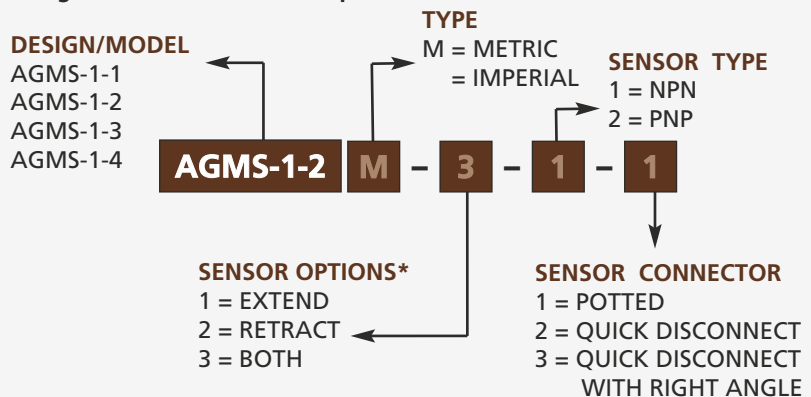 TYPE
M = METRIC
= IMPERIAL
DESIGN/MODEL
AGMS-1-1
AGMS-1-2
AGMS-1-3
AGMS-1-4
SENSOR TYPE
1 = NPN
2 = PNP
AGMS-1-2 M - 3 - 1 - 1
SENSOR OPTIONS*
1 = EXTEND
2 = RETRACT
3 = BOTH
SENSOR CONNECTOR
1 = POTTED
2 = QUICK DISCONNECT
3 = QUICK DISCONNECT
WITH RIGHT ANGLE